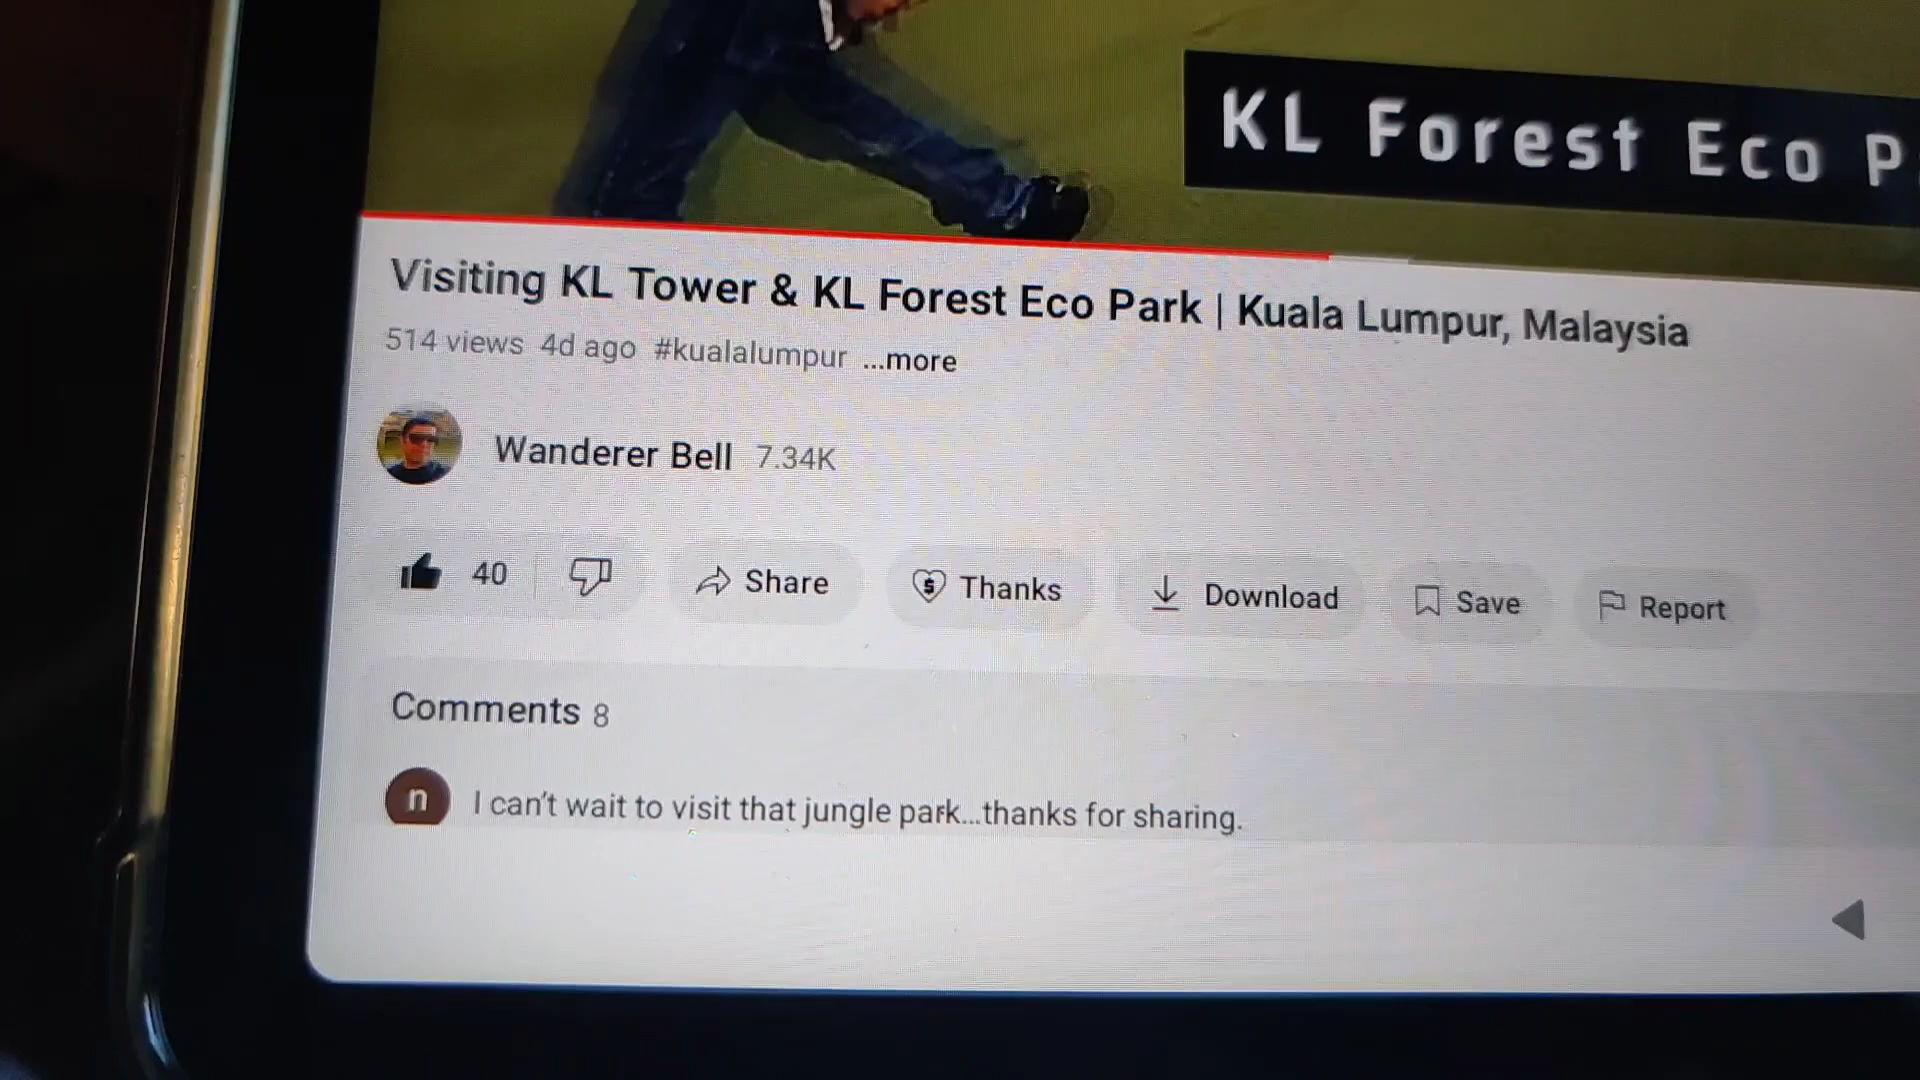 KL Forest Eco P
Visiting KL Tower & KL Forest Eco Park | Kuala Lumpur, Malaysia
514 views 4d ago #kualalumpur ...more
Wanderer Bell 7.34K
40 Share Thanks Download Save Report
Comments 8
n I can't wait to visit that jungle park...thanks for sharing.